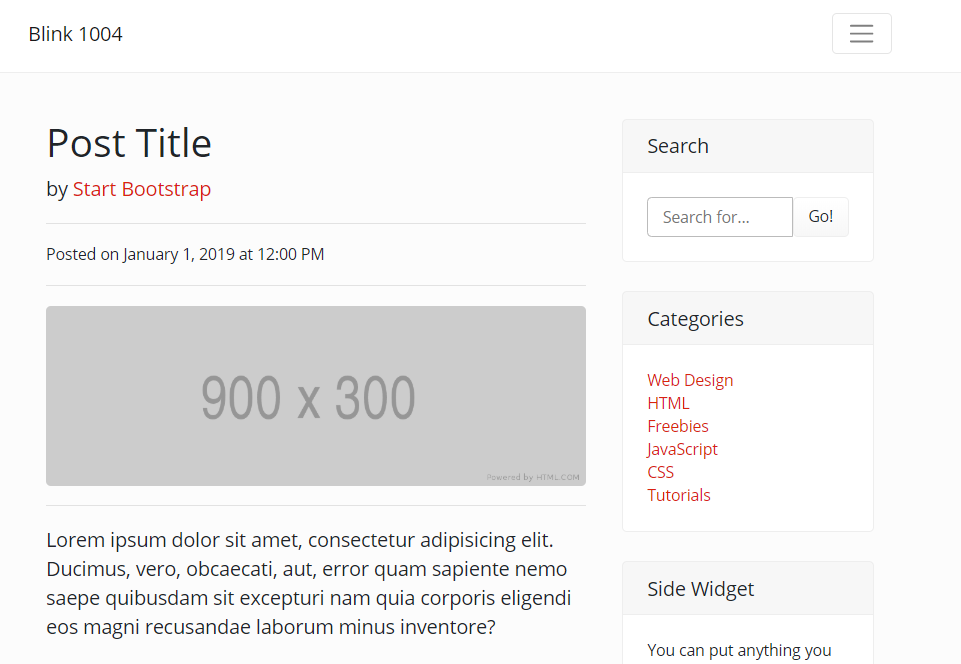 Blink 1004
Post Title
by Start Bootstrap
Posted on January 1, 2019 at 12:00 PM
900 x 300
Powered by HTML.COM
Lorem ipsum dolor sit amet, consectetur adipisicing elit.
Ducimus, vero, obcaecati, aut, error quam sapiente nemo
saepe quibusdam sit excepturi nam quia corporis eligendi
eos magni recusandae laborum minus inventore?
Search
Search for...
Go!
Categories
Web Design
HTML
Freebies
JavaScript
CSS
Tutorials
Side Widget
You can put anything you